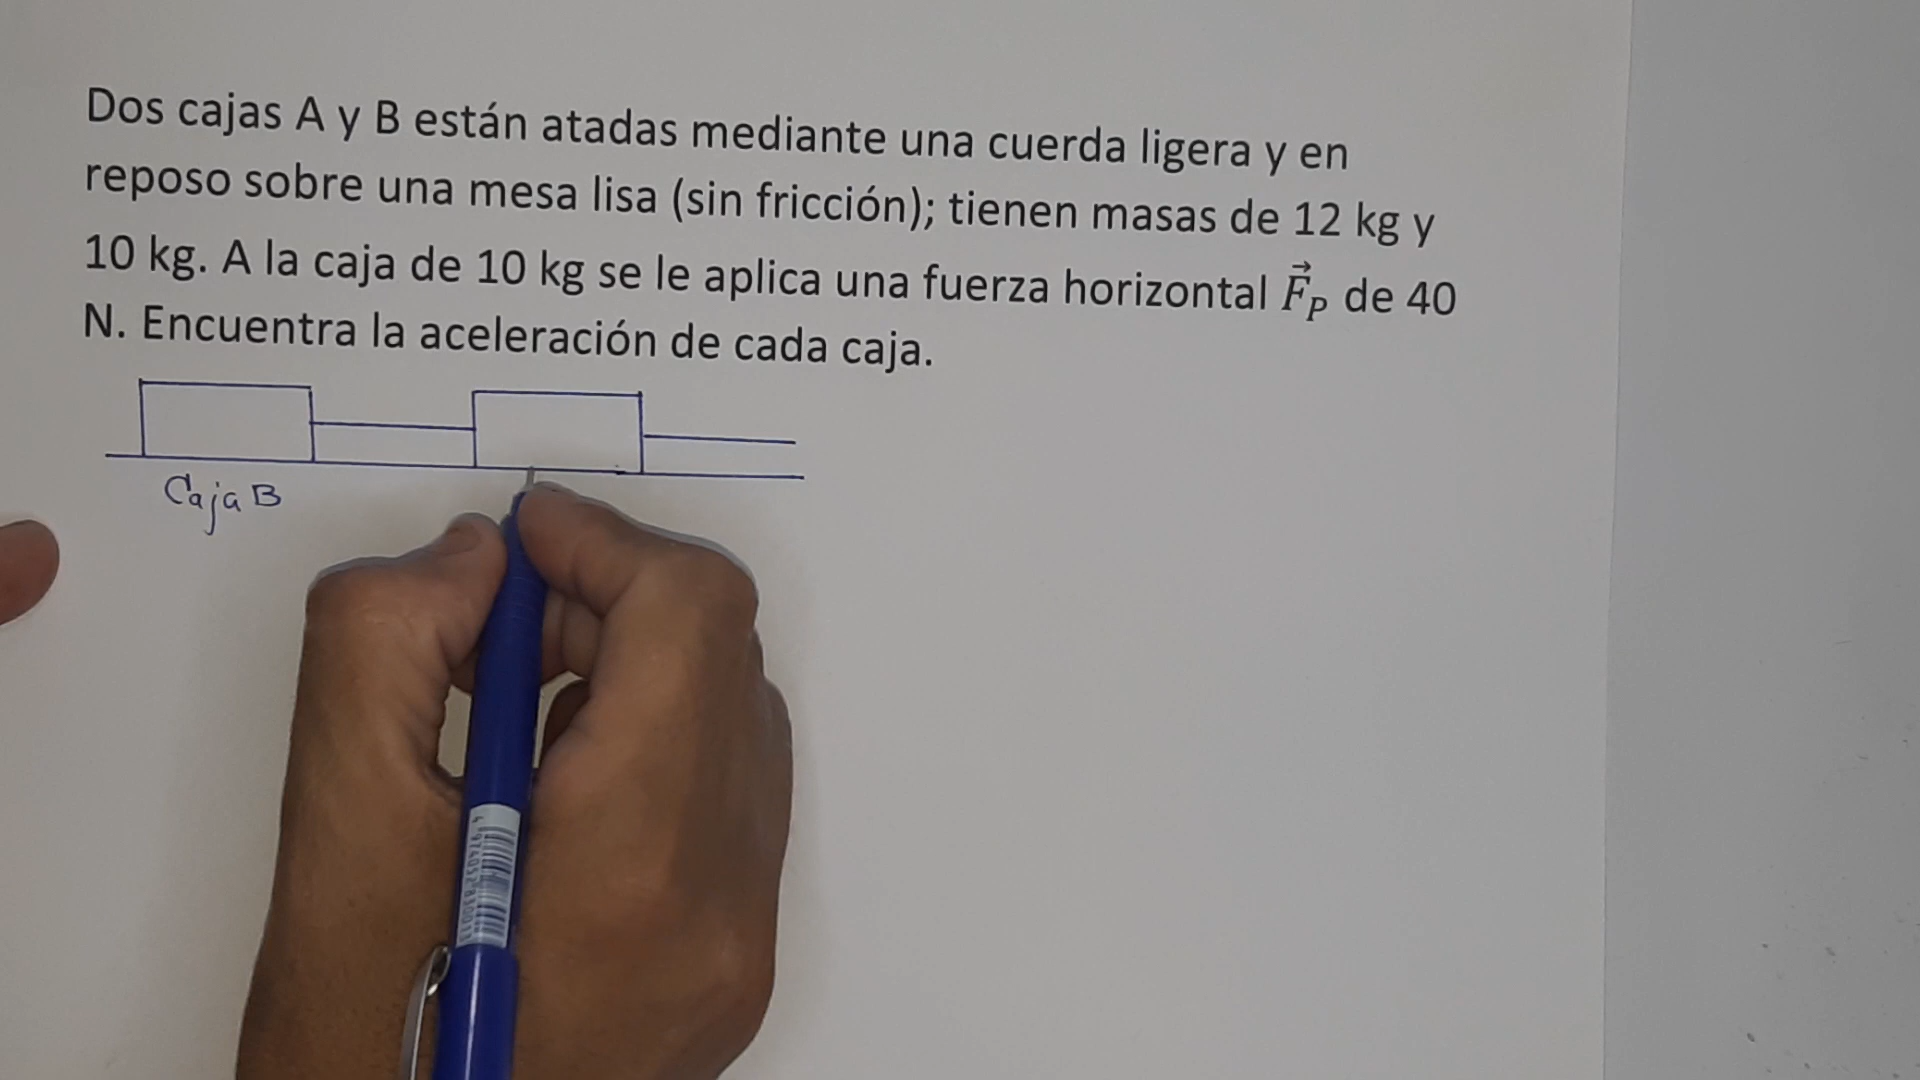 Dos cajas A y B están atadas mediante una cuerda ligera y en
reposo sobre una mesa lisa (sin fricción); tienen masas de 12 kg y
10 kg. A la caja de 10 kg se le aplica una fuerza horizontal F⃗_P de 40
N. Encuentra la aceleración de cada caja.
Caja B